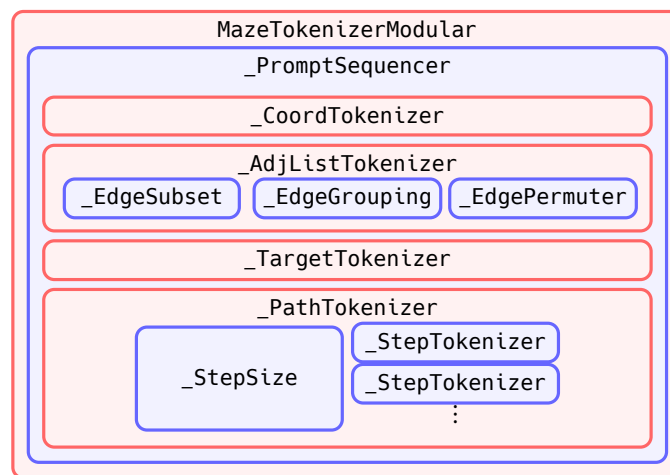 MazeTokenizerModular
_PromptSequencer
_CoordTokenizer
_AdjListTokenizer
_EdgeSubset _EdgeGrouping _EdgePermuter
_TargetTokenizer
_PathTokenizer
_StepSize
_StepTokenizer
_StepTokenizer
⋮